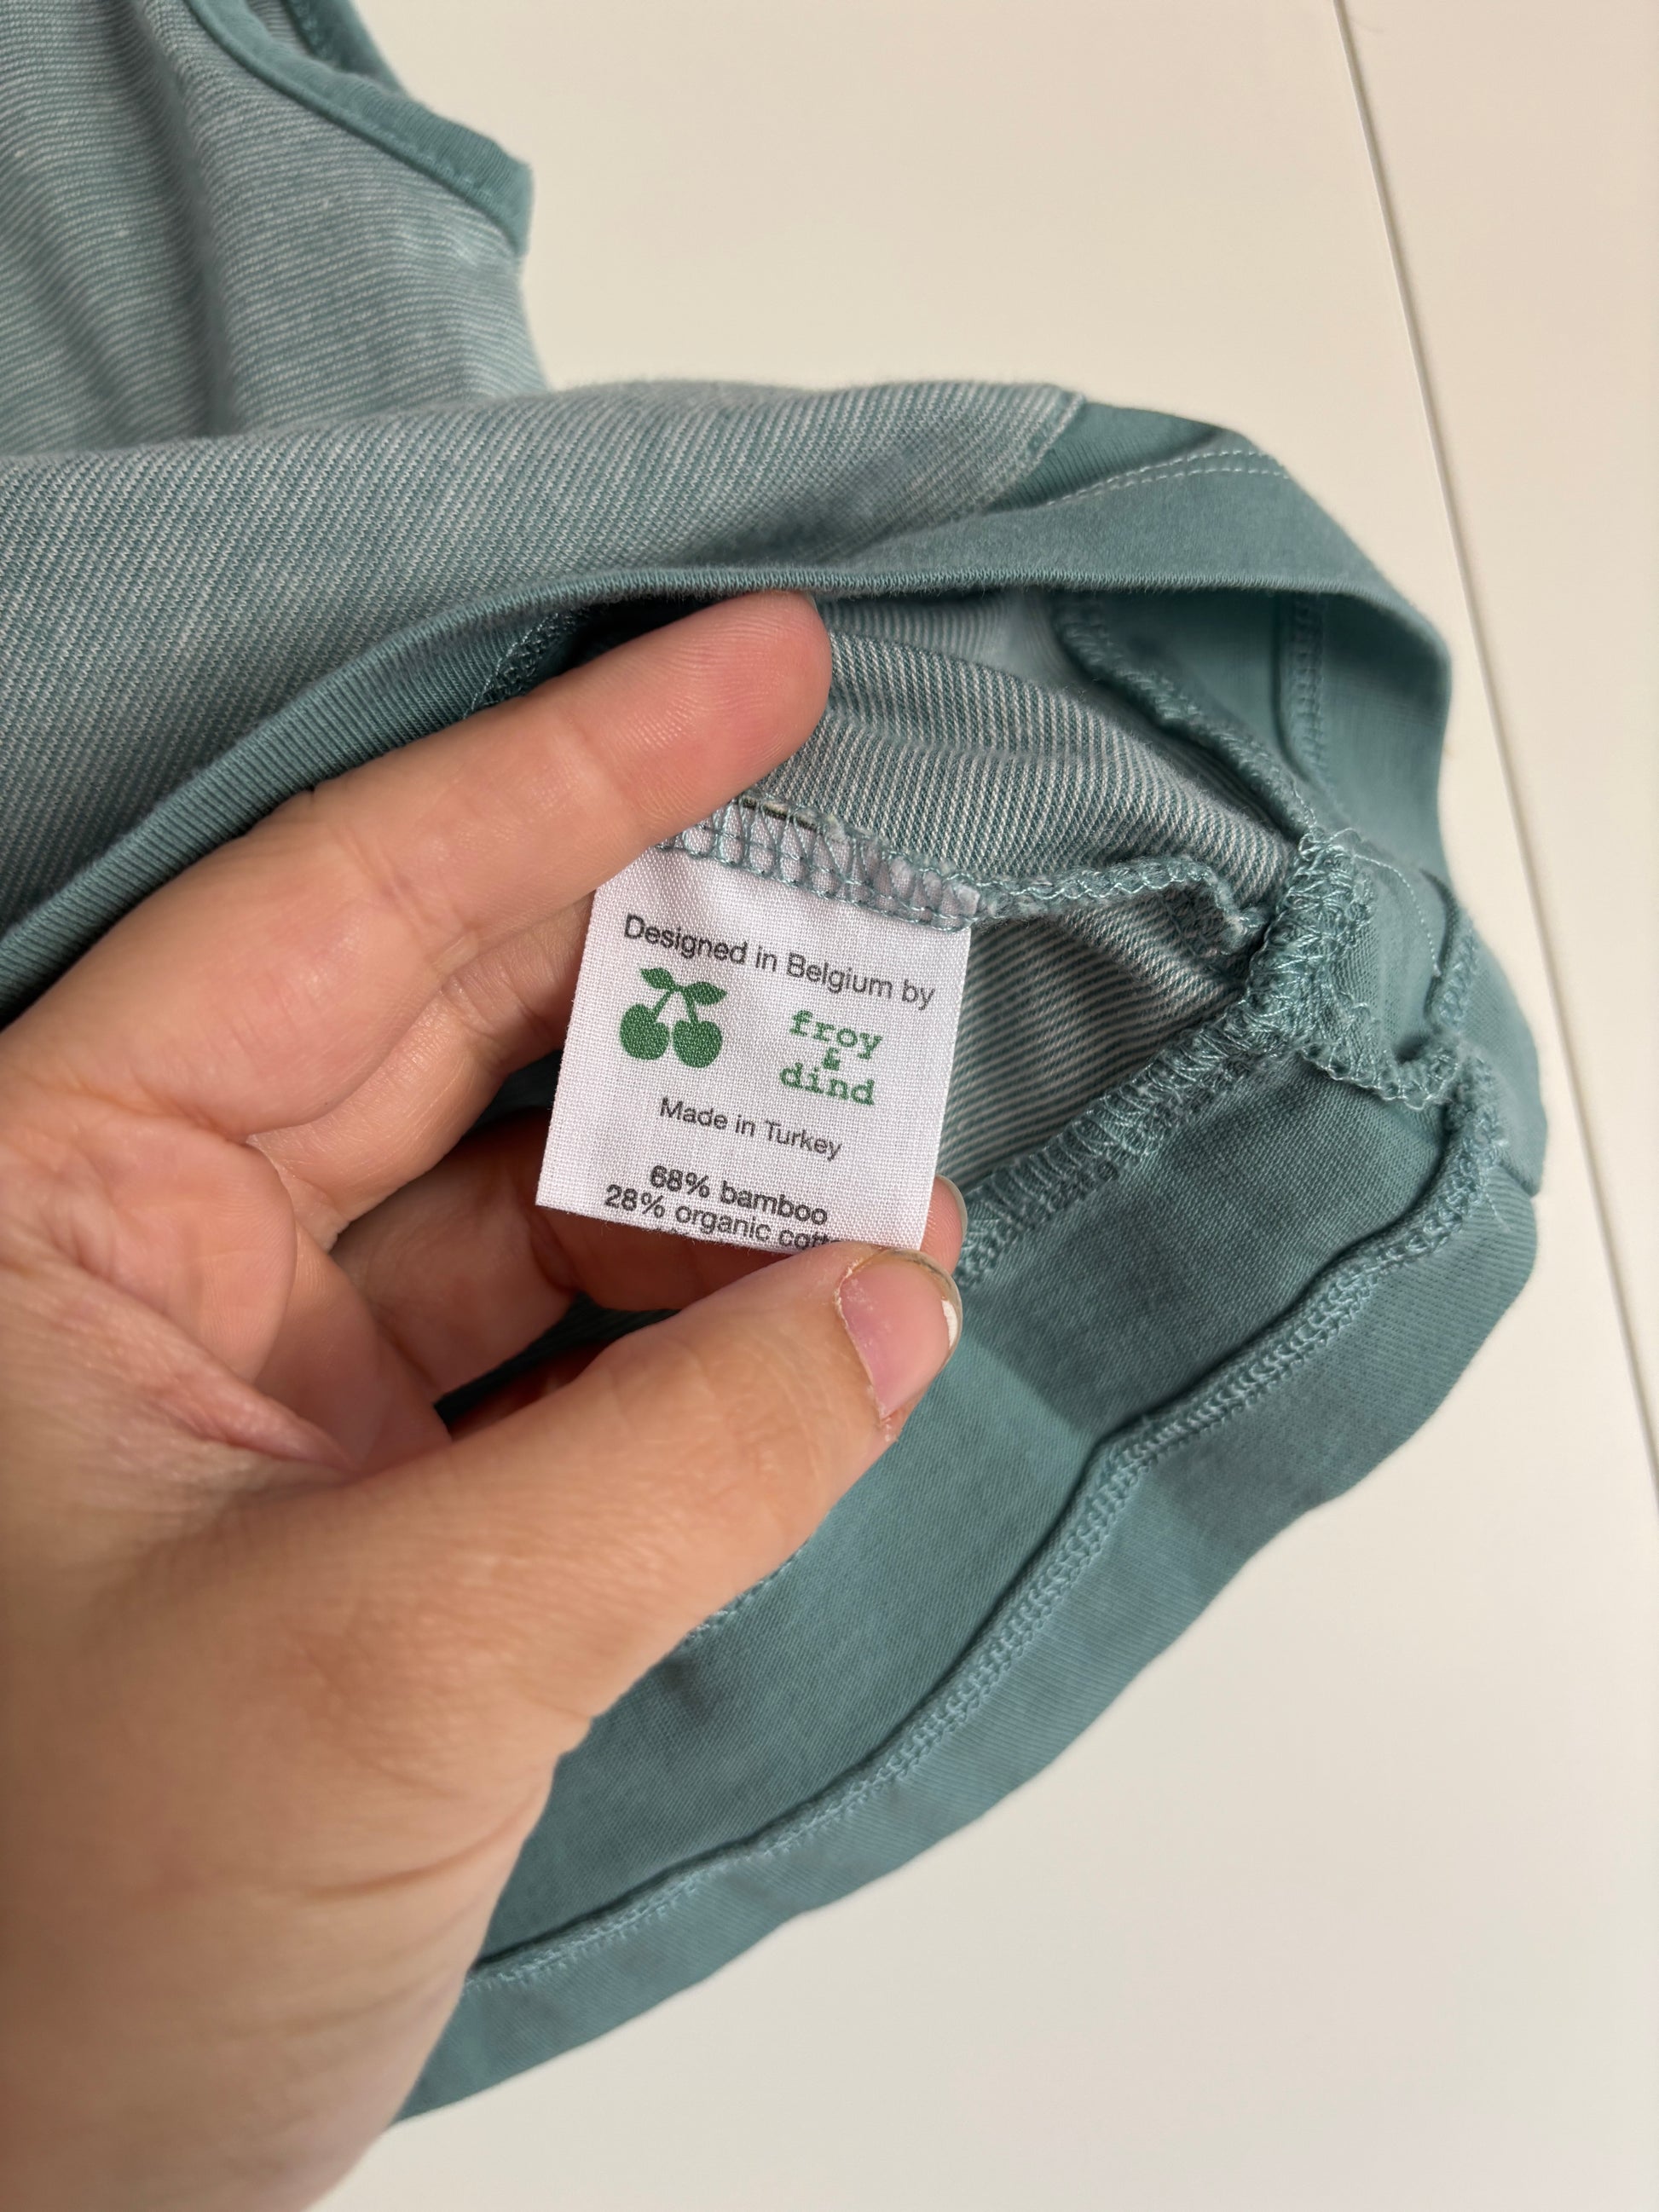 Designed in Belgium by
froy
&
dind
Made in Turkey
68% bamboo
28% organic